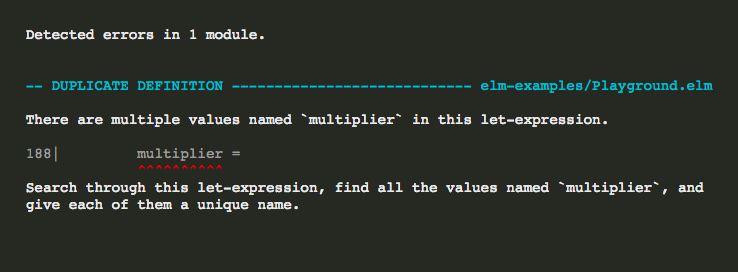 Detected errors in 1 module.
-- DUPLICATE DEFINITION ---------------------------- elm-examples/Playground.elm
There are multiple values named `multiplier` in this let-expression.
188|         multiplier =
^^^^^^^^^^
Search through this let-expression, find all the values named `multiplier`, and
give each of them a unique name.